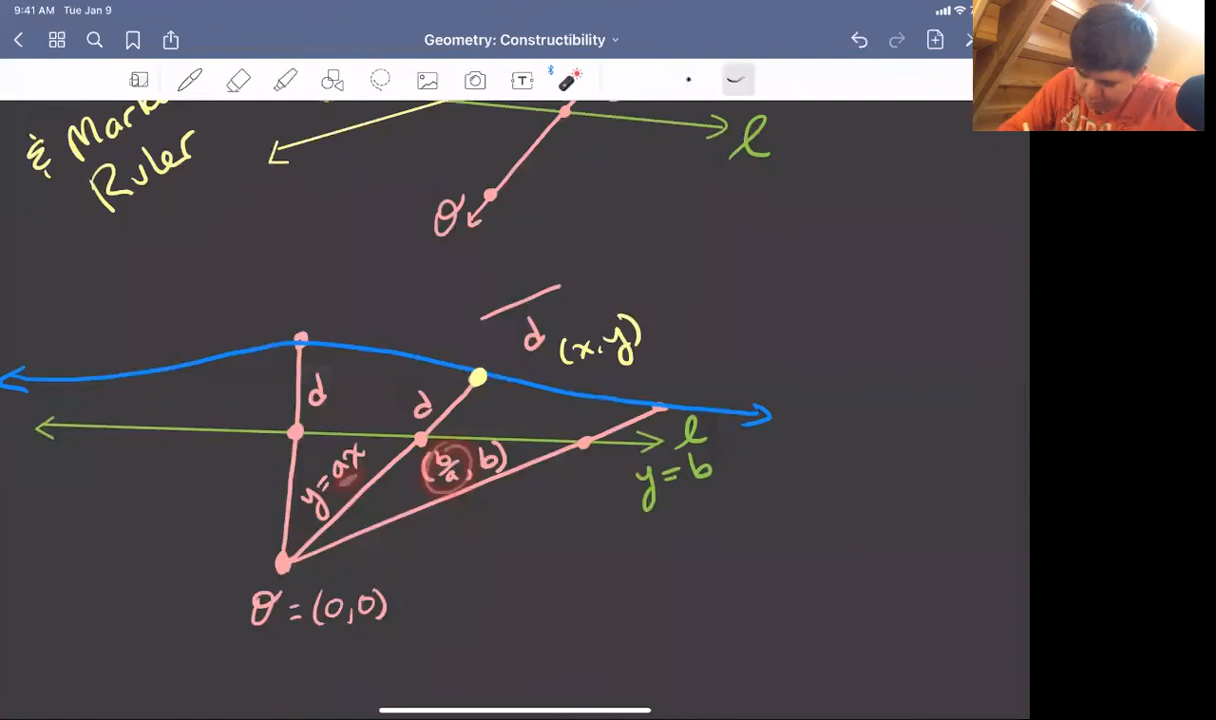 9:41 AM Tue Jan 9
Geometry: Constructibility
T
& Mark
Ruler
l
O
d
(x,y)
d
d
l
y=ax
(b/a, b)
y=b
O=(0,0)